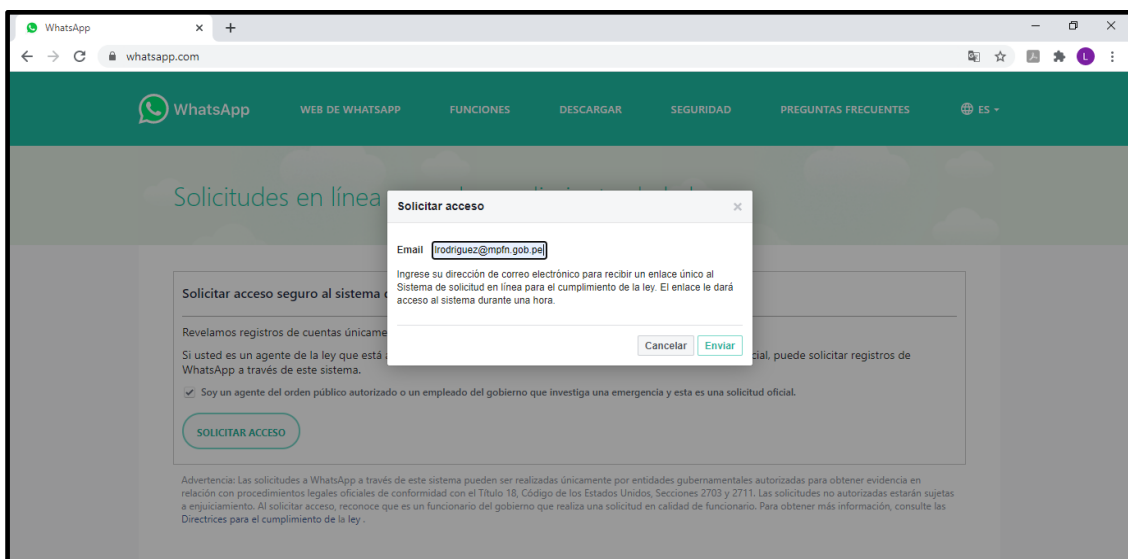 WhatsApp
whatsapp.com
L
WhatsApp
WEB DE WHATSAPP
FUNCIONES
DESCARGAR
SEGURIDAD
PREGUNTAS FRECUENTES
ES
Solicitudes en línea
Solicitar acceso
Email lrodriguez@mpfn.gob.pe
Ingrese su dirección de correo electrónico para recibir un enlace único al
Sistema de solicitud en línea para el cumplimiento de la ley. El enlace le dará
acceso al sistema durante una hora.
Cancelar Enviar
Solicitar acceso seguro al sistema
Revelamos registros de cuentas únicame
Si usted es un agente de la ley que está cial, puede solicitar registros de
WhatsApp a través de este sistema.
Soy un agente del orden público autorizado o un empleado del gobierno que investiga una emergencia y esta es una solicitud oficial.
SOLICITAR ACCESO
Advertencia: Las solicitudes a WhatsApp a través de este sistema pueden ser realizadas únicamente por entidades gubernamentales autorizadas para obtener evidencia en
relación con procedimientos legales oficiales de conformidad con el Título 18, Código de los Estados Unidos, Secciones 2703 y 2711. Las solicitudes no autorizadas estarán sujetas
a enjuiciamiento. Al solicitar acceso, reconoce que es un funcionario del gobierno que realiza una solicitud en calidad de funcionario. Para obtener más información, consulte las
Directrices para el cumplimiento de la ley .